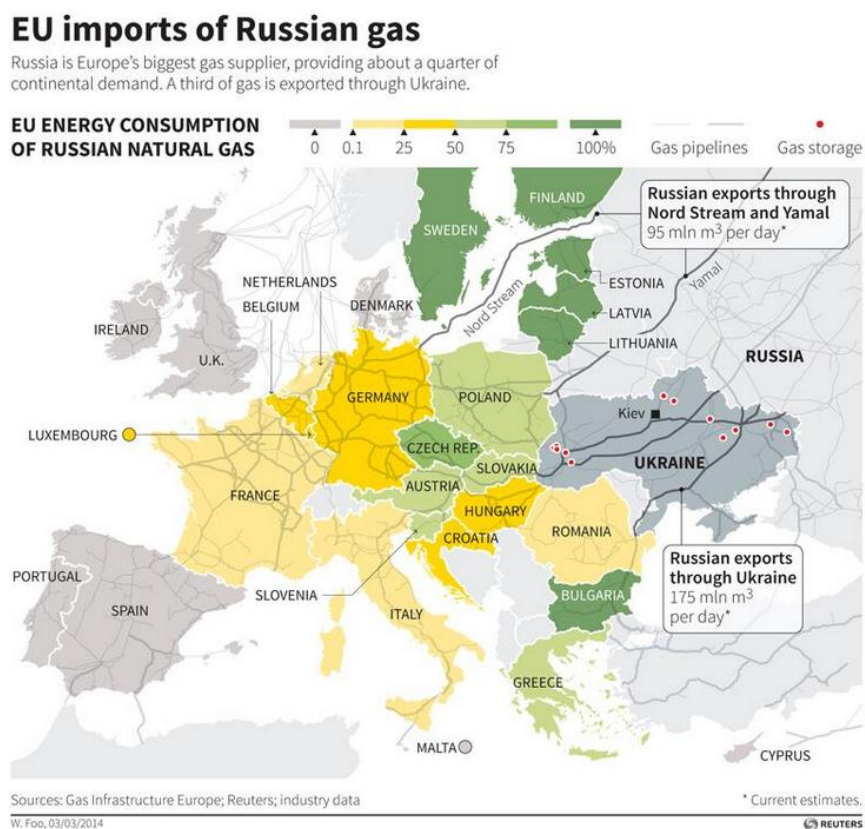 EU imports of Russian gas
Russia is Europe's biggest gas supplier, providing about a quarter of
continental demand. A third of gas is exported through Ukraine.
EU ENERGY CONSUMPTION
OF RUSSIAN NATURAL GAS
0 0.1 25 50 75 100%
Gas pipelines
Gas storage
Russian exports through
Nord Stream and Yamal
95 mln m³ per day*
FINLAND
SWEDEN
NETHERLANDS
BELGIUM
DENMARK
Nord Stream
Yamal
ESTONIA
LATVIA
LITHUANIA
IRELAND
U.K.
RUSSIA
GERMANY
POLAND
Kiev
LUXEMBOURG
CZECH REP.
SLOVAKIA
UKRAINE
AUSTRIA
FRANCE
HUNGARY
CROATIA
ROMANIA
Russian exports
through Ukraine
175 mln m³
per day*
PORTUGAL
SPAIN
SLOVENIA
ITALY
BULGARIA
GREECE
MALTA
CYPRUS
Sources: Gas Infrastructure Europe; Reuters; industry data
* Current estimates.
W. Foo, 03/03/2014
REUTERS